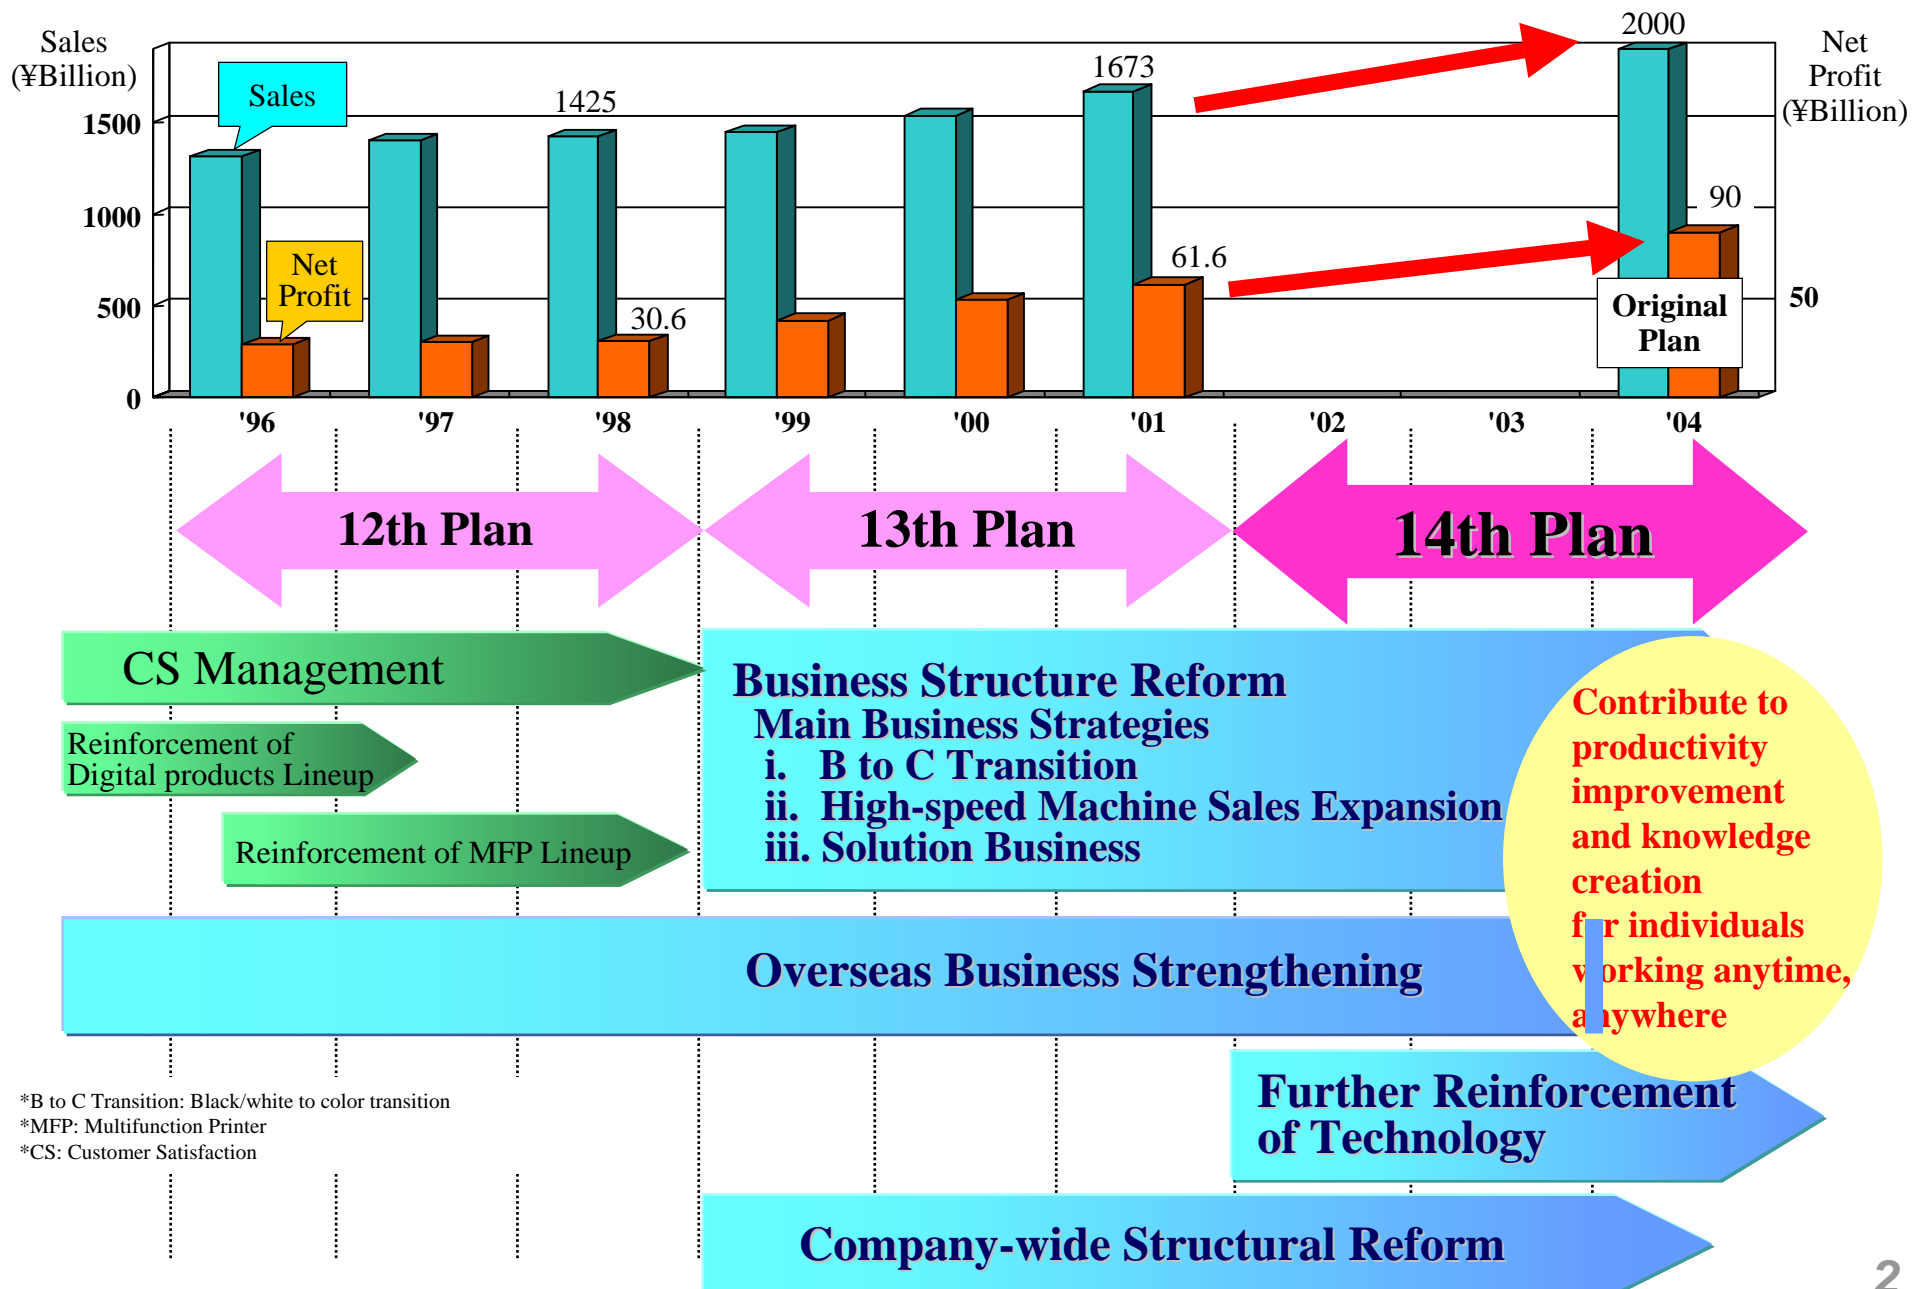 Sales
(¥Billion)
Net
Profit
(¥Billion)
2000
1673
1425
Sales
1500
1000
500
0
90
61.6
30.6
Net
Profit
Original
Plan
50
'96 '97 '98 '99 '00 '01 '02 '03 '04
12th Plan
13th Plan
14th Plan
CS Management
Reinforcement of
Digital products Lineup
Reinforcement of MFP Lineup
Business Structure Reform
Main Business Strategies
i. B to C Transition
ii. High-speed Machine Sales Expansion
iii. Solution Business
Contribute to
productivity
improvement
and knowledge
creation
for individuals
working anytime,
anywhere
Overseas Business Strengthening
Further Reinforcement
of Technology
*B to C Transition: Black/white to color transition
*MFP: Multifunction Printer
*CS: Customer Satisfaction
Company-wide Structural Reform
2